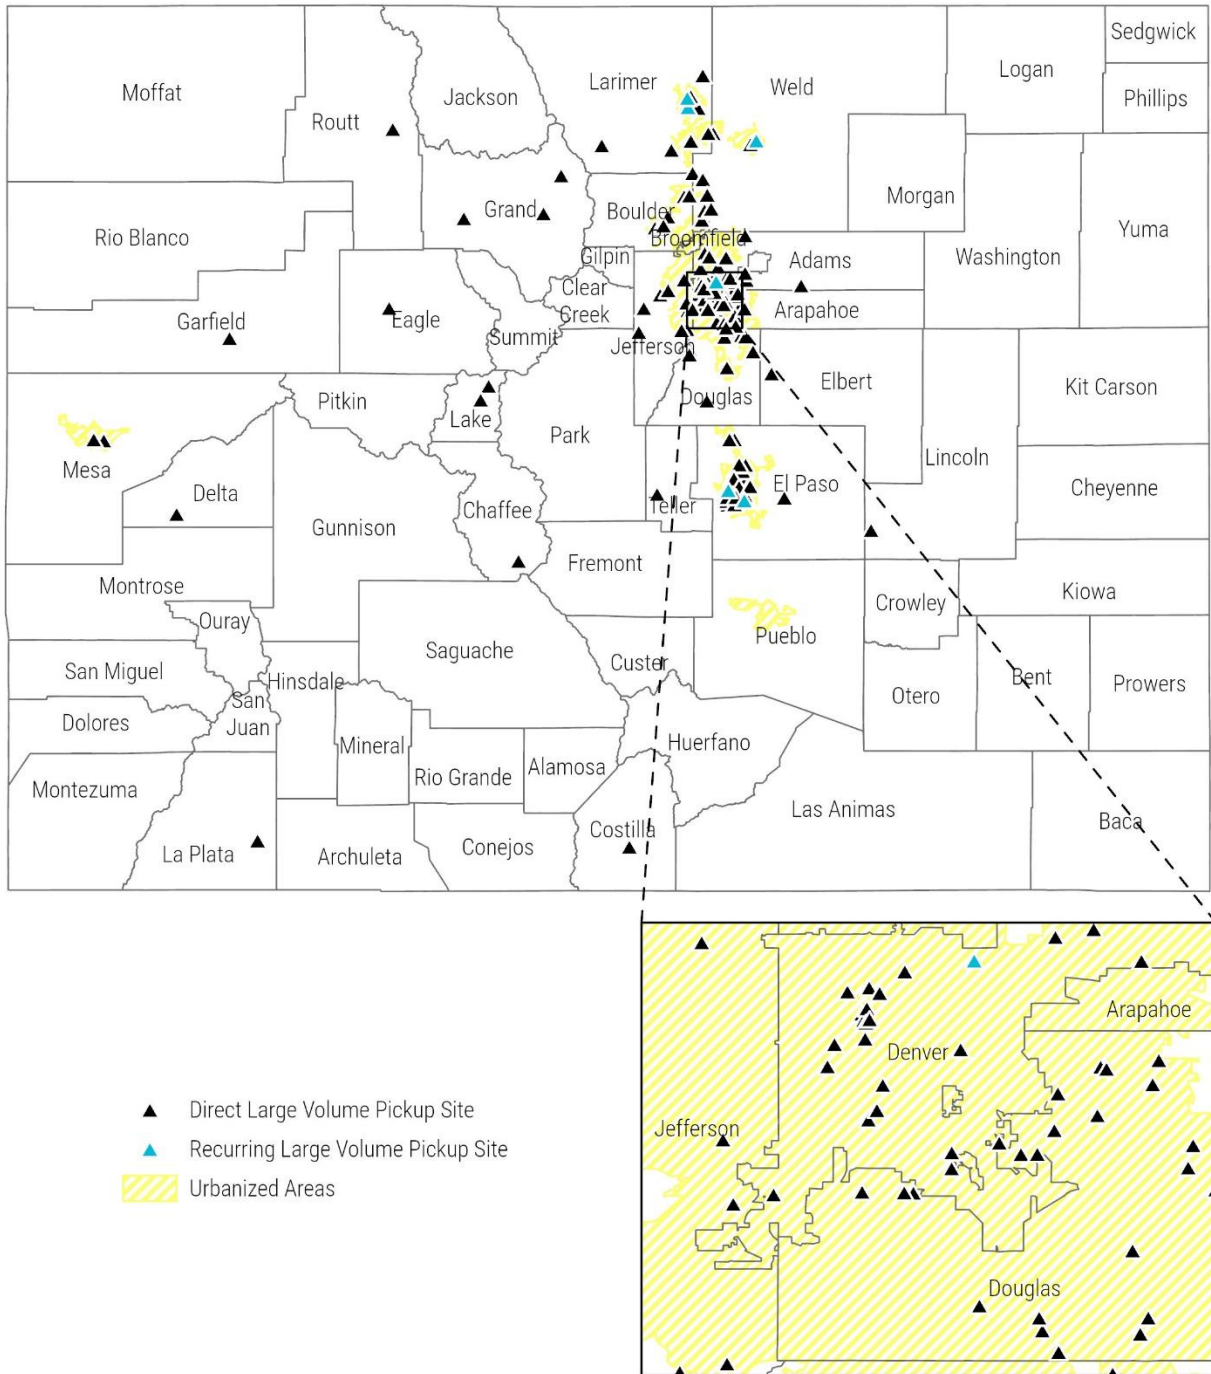 Sedgwick
Logan
Larimer
Weld
Moffat
Jackson
Phillips
Routt
Morgan
Grand
Boulder
Yuma
Rio Blanco
Broomfield
Washington
Gilpin
Adams
Clear
Creek
Arapahoe
Garfield
Eagle
Summit
Jefferson
Elbert
Kit Carson
Pitkin
Douglas
Lake
Park
Lincoln
Mesa
El Paso
Cheyenne
Delta
Teller
Chaffee
Gunnison
Fremont
Montrose
Kiowa
Crowley
Ouray
Pueblo
Saguache
Custer
San Miguel
Hinsdale
Bent
Prowers
Otero
San
Juan
Dolores
Mineral
Huerfano
Alamosa
Rio Grande
Montezuma
Las Animas
Baca
Costilla
La Plata
Archuleta
Conejos
Arapahoe
Denver
Jefferson
Douglas
Direct Large Volume Pickup Site
Recurring Large Volume Pickup Site
Urbanized Areas